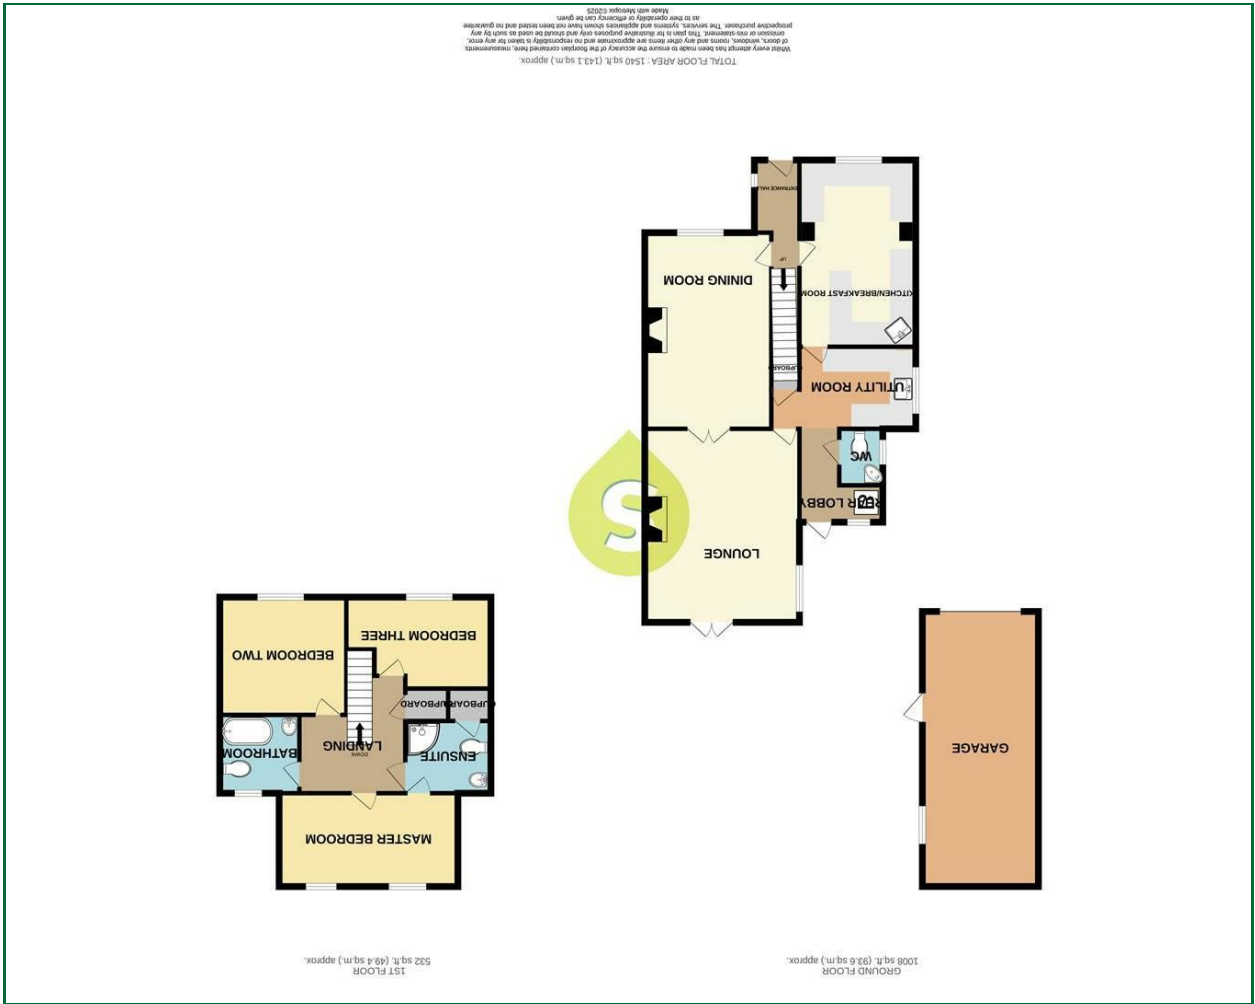 GROUND FLOOR
1008 sq.ft. (93.6 sq.m.) approx.
1ST FLOOR
532 sq.ft. (49.4 sq.m.) approx.
GARAGE
LOUNGE
REAR LOBBY
WC
UTILITY ROOM
CUPBOARD
KITCHEN/BREAKFAST ROOM
DINING ROOM
UP
ENTRANCE HALL
S
MASTER BEDROOM
ENSUITE
LANDING
DOWN
BATHROOM
CUPBOARD
CUPBOARD
BEDROOM TWO
BEDROOM THREE
TOTAL FLOOR AREA : 1540 sq.ft. (143.1 sq.m.) approx.
Whilst every attempt has been made to ensure the accuracy of the floorplan contained here, measurements
of doors, windows, rooms and any other items are approximate and no responsibility is taken for any error,
omission or mis-statement. This plan is for illustrative purposes only and should be used as such by any
prospective purchaser. The services, systems and appliances shown have not been tested and no guarantee
as to their operability or efficiency can be given.
Made with Metropix ©2025